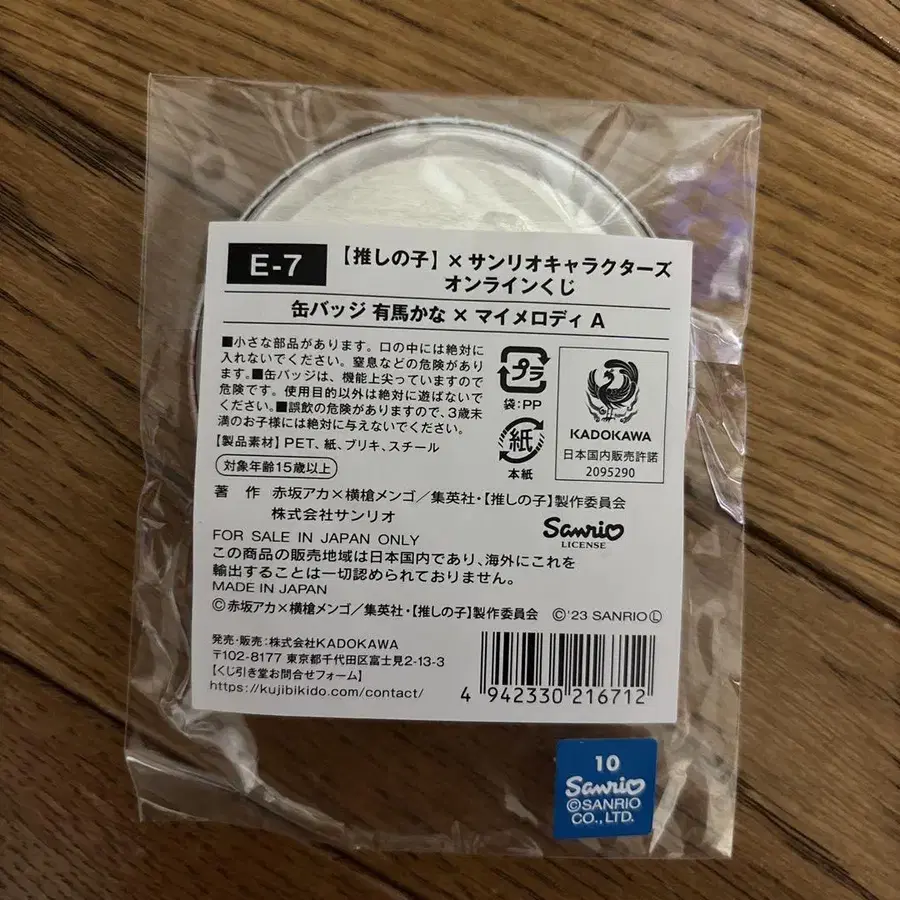 E-7
【推しの子】×サンリオキャラクターズ
オンラインくじ
缶バッジ 有馬かな × マイメロディ A
■小さな部品があります。口の中には絶対に
入れないでください。窒息などの危険があり
ます。■缶バッジは、機能上尖っていますので
危険です。使用目的以外は絶対に遊ばないで
ください。■誤飲の危険がありますので、3歳未
満のお子様には絶対に与えないでください。
【製品素材】PET、紙、ブリキ、スチール
対象年齢15歳以上
プラ
袋:PP
紙
本紙
KADOKAWA
日本国内販売許諾
2095290
著 作 赤坂アカ×横槍メンゴ／集英社・【推しの子】製作委員会
株式会社サンリオ
Sanrio
LICENSE
FOR SALE IN JAPAN ONLY
この商品の販売地域は日本国内であり、海外にこれを
輸出することは一切認められておりません。
MADE IN JAPAN
©赤坂アカ×横槍メンゴ／集英社・【推しの子】製作委員会 ©'23 SANRIO Ⓛ
発売・販売:株式会社KADOKAWA
〒102-8177 東京都千代田区富士見2-13-3
【くじ引き堂お問合せフォーム】
https://kujibikido.com/contact/
4 942330 216712
10
Sanrio
©SANRIO
CO.,LTD.